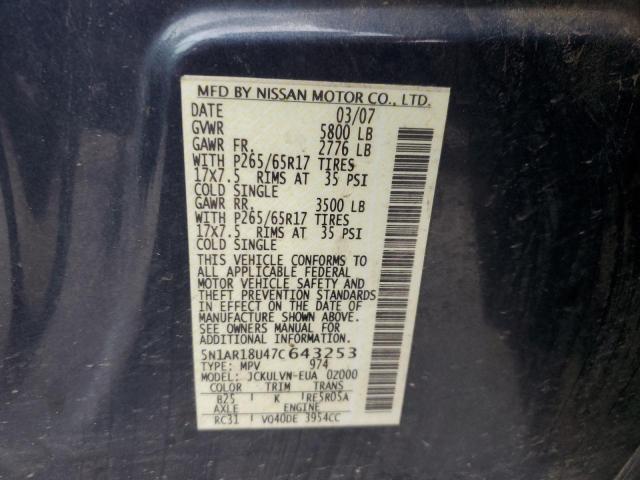 MFD BY NISSAN MOTOR CO., LTD.
DATE 03/07
GVWR 5800 LB
GAWR FR. 2776 LB
WITH P265/65R17 TIRES
17X7.5 RIMS AT 35 PSI
COLD SINGLE
GAWR RR. 3500 LB
WITH P265/65R17 TIRES
17X7.5 RIMS AT 35 PSI
COLD SINGLE
THIS VEHICLE CONFORMS TO
ALL APPLICABLE FEDERAL
MOTOR VEHICLE SAFETY AND
THEFT PREVENTION STANDARDS
IN EFFECT ON THE DATE OF
MANUFACTURE SHOWN ABOVE.
SEE OWNERS MANUAL FOR
ADDITIONAL INFORMATION.
5N1AR18U47C643253
TYPE: MPV 974
MODEL: JCKULVN-EUA 02000
COLOR TRIM TRANS
B25 K RE5R05A
AXLE ENGINE
RC31 VQ40DE 3954CC